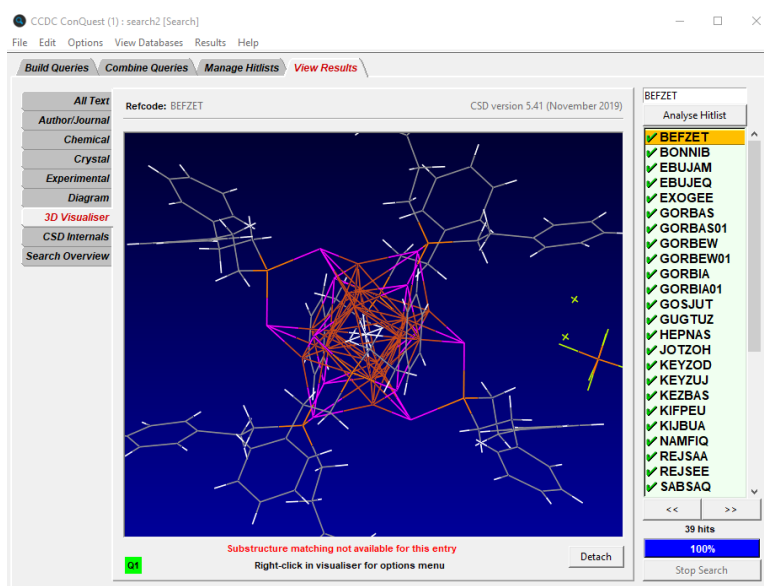 CCDC ConQuest (1) : search2 [Search]
File Edit Options View Databases Results Help
Build Queries Combine Queries Manage Hitlists View Results
All Text
Author/Journal
Chemical
Crystal
Experimental
Diagram
3D Visualiser
CSD Internals
Search Overview
Refcode: BEFZET CSD version 5.41 (November 2019)
Substructure matching not available for this entry
Q1 Right-click in visualiser for options menu
Detach
BEFZET
Analyse Hitlist
BEFZET
BONNIB
EBUJAM
EBUJEQ
EXOGEE
GORBAS
GORBAS01
GORBEW
GORBEW01
GORBIA
GORBIA01
GOSJUT
GUGTUZ
HEPNAS
JOTZOH
KEYZOD
KEYZUJ
KEZBAS
KIFPEU
KIJBUA
NAMFIQ
REJSAA
REJSEE
SABSAQ
<< >>
39 hits
100%
Stop Search